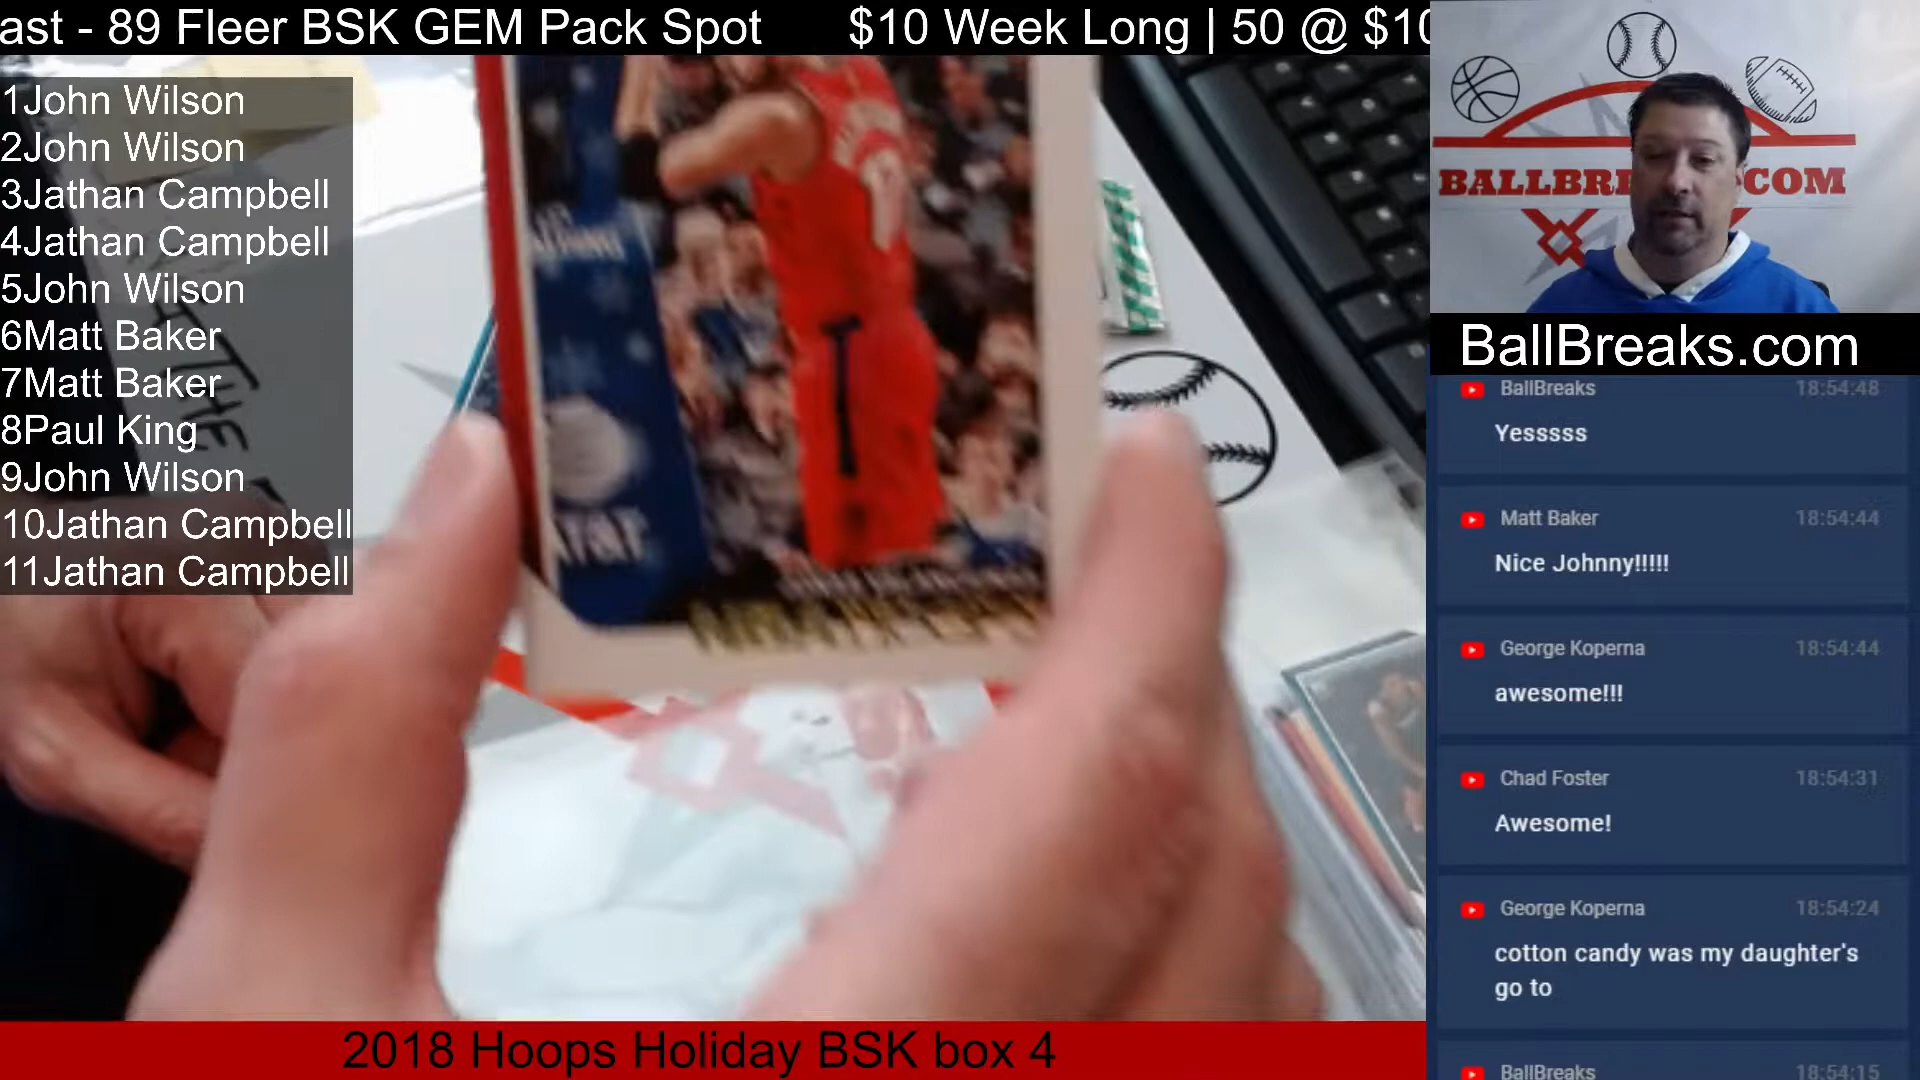 ast - 89 Fleer BSK GEM Pack Spot $10 Week Long | 50 @ $10
1John Wilson
2John Wilson
3Jathan Campbell
4Jathan Campbell
5John Wilson
6Matt Baker
7Matt Baker
8Paul King
9John Wilson
10Jathan Campbell
11Jathan Campbell
AT&T
2018 Hoops Holiday BSK box 4
BallBreaks.com
BallBreaks 18:54:48
Yesssss
Matt Baker 18:54:44
Nice Johnny!!!!!
George Koperna 18:54:44
awesome!!!
Chad Foster 18:54:31
Awesome!
George Koperna 18:54:24
cotton candy was my daughter's
go to
BallBreaks 18:54:15